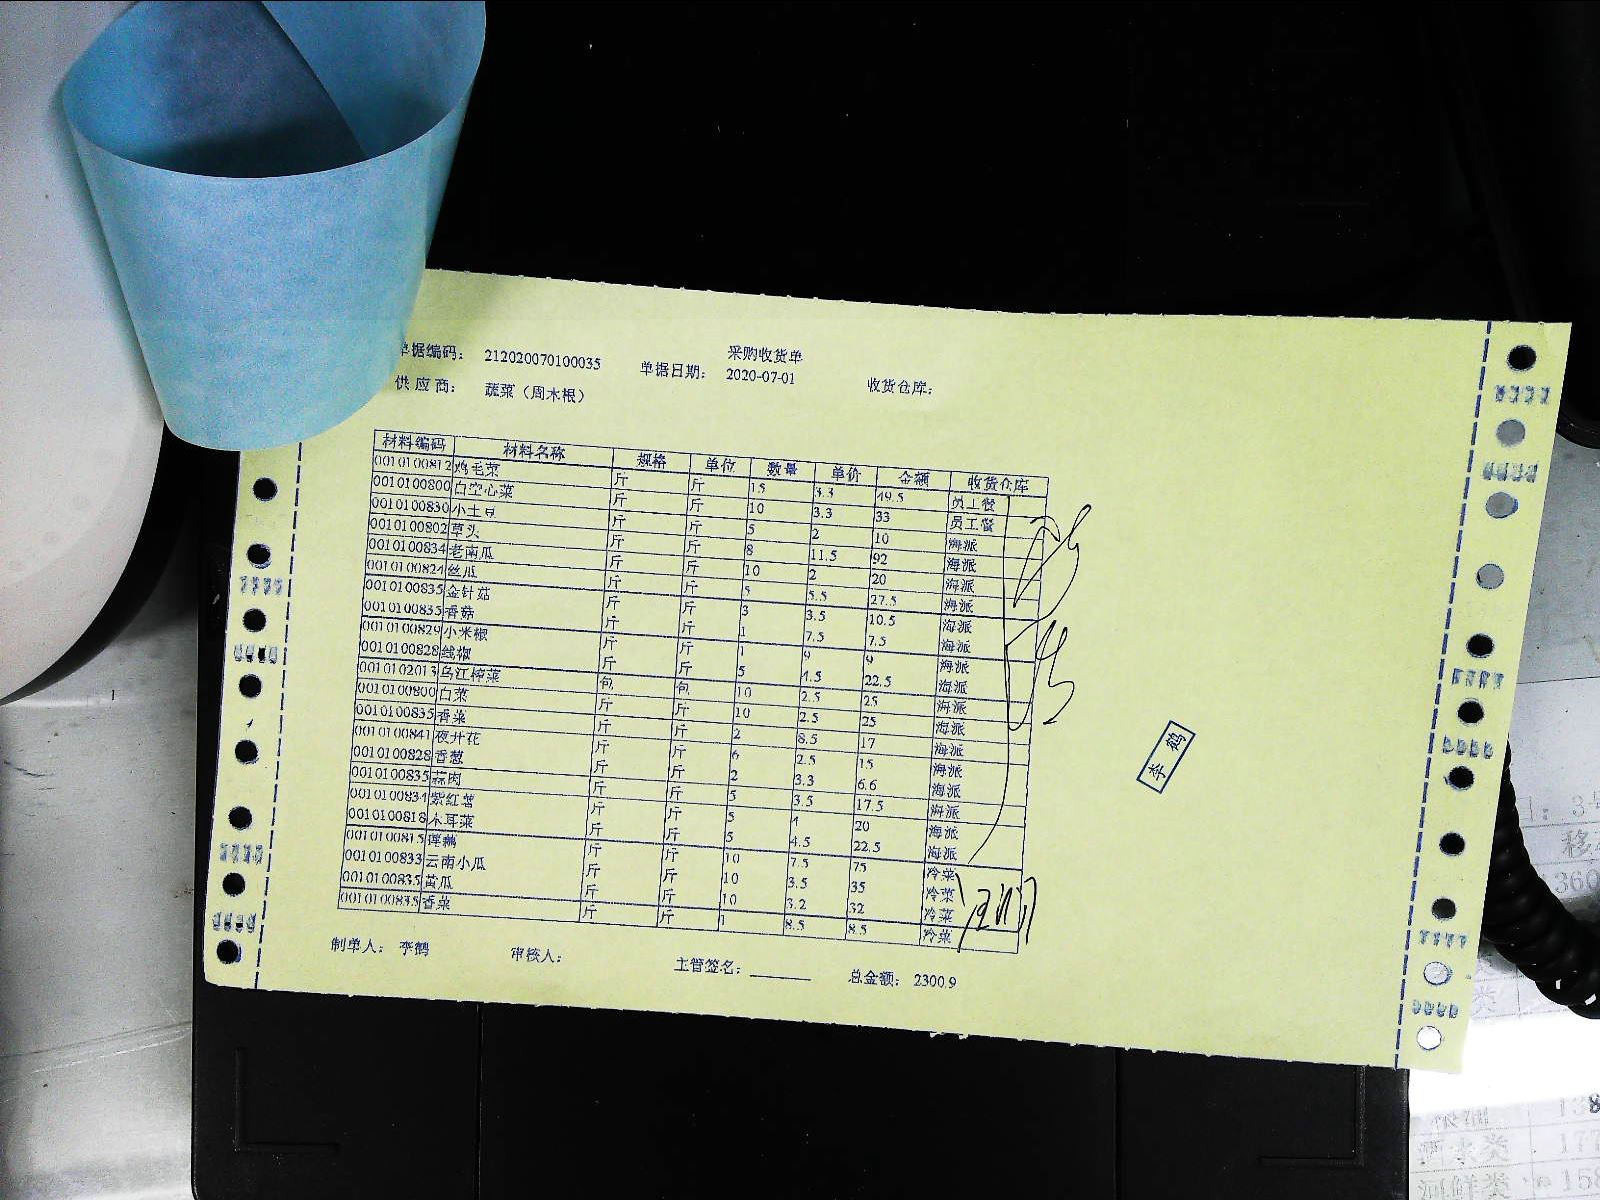 采购收货单
单据编码： 212020070100035 单据日期： 2020-07-01 收货仓库：
供应商： 蔬菜（周木根）
材料编码 材料名称 规格 单位 数量 单价 金额 收货仓库
0010100812 鸡毛菜 斤 斤 15 3.3 49.5 员工餐
0010100800 白空心菜 斤 斤 10 3.3 33 员工餐
0010100830 小土豆 斤 斤 5 2 10 海派
0010100802 草头 斤 斤 8 11.5 92 海派
0010100834 老南瓜 斤 斤 10 2 20 海派
0010100824 丝瓜 斤 斤 5 5.5 27.5 海派
0010100835 金针菇 斤 斤 3 3.5 10.5 海派
0010100835 香菇 斤 斤 1 7.5 7.5 海派
0010100829 小米椒 斤 斤 1 9 9 海派
0010100828 线椒 斤 斤 5 4.5 22.5 海派
0010102013 乌江榨菜 包 包 10 2.5 25 海派
0010100800 白菜 斤 斤 10 2.5 25 海派
0010100835 香菜 斤 斤 2 8.5 17 海派
0010100841 夜开花 斤 斤 6 2.5 15 海派
0010100828 香葱 斤 斤 2 3.3 6.6 海派
0010100835 蒜肉 斤 斤 5 3.5 17.5 海派
0010100834 紫红薯 斤 斤 5 4 20 海派
0010100818 木耳菜 斤 斤 5 4.5 22.5 海派
0010100815 莲藕 斤 斤 10 7.5 75 冷菜
0010100833 云南小瓜 斤 斤 10 3.5 35 冷菜
0010100835 黄瓜 斤 斤 10 3.2 32 冷菜
0010100835 香菜 斤 斤 1 8.5 8.5 冷菜
李鹤
制单人： 李鹤 审核人： 主管签名： 总金额： 2300.9